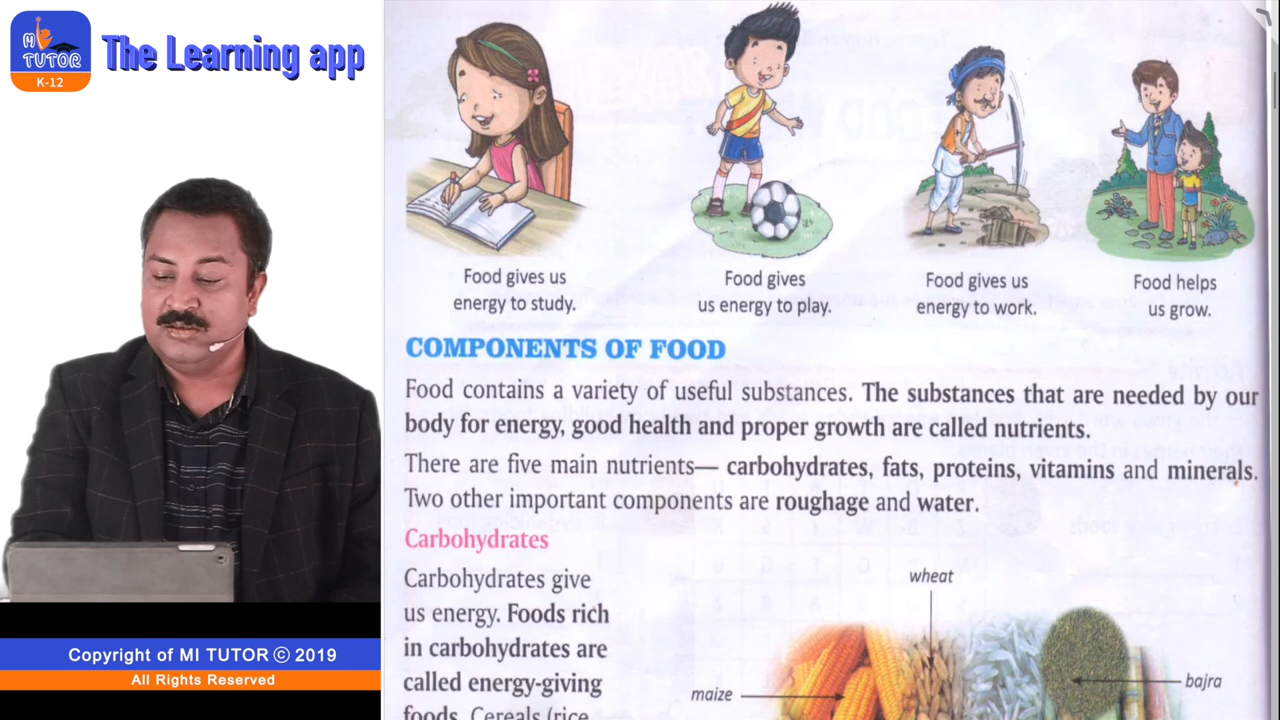 MI
TUTOR
K-12
The Learning app
Food gives us
energy to study.
Food gives
us energy to play.
Food gives us
energy to work.
Food helps
us grow.
COMPONENTS OF FOOD
Food contains a variety of useful substances. The substances that are needed by our
body for energy, good health and proper growth are called nutrients.
There are five main nutrients— carbohydrates, fats, proteins, vitamins and minerals.
Two other important components are roughage and water.
Carbohydrates
Carbohydrates give
us energy. Foods rich
in carbohydrates are
called energy-giving
foods. Cereals (rice,
wheat
maize
bajra
Copyright of MI TUTOR © 2019
All Rights Reserved